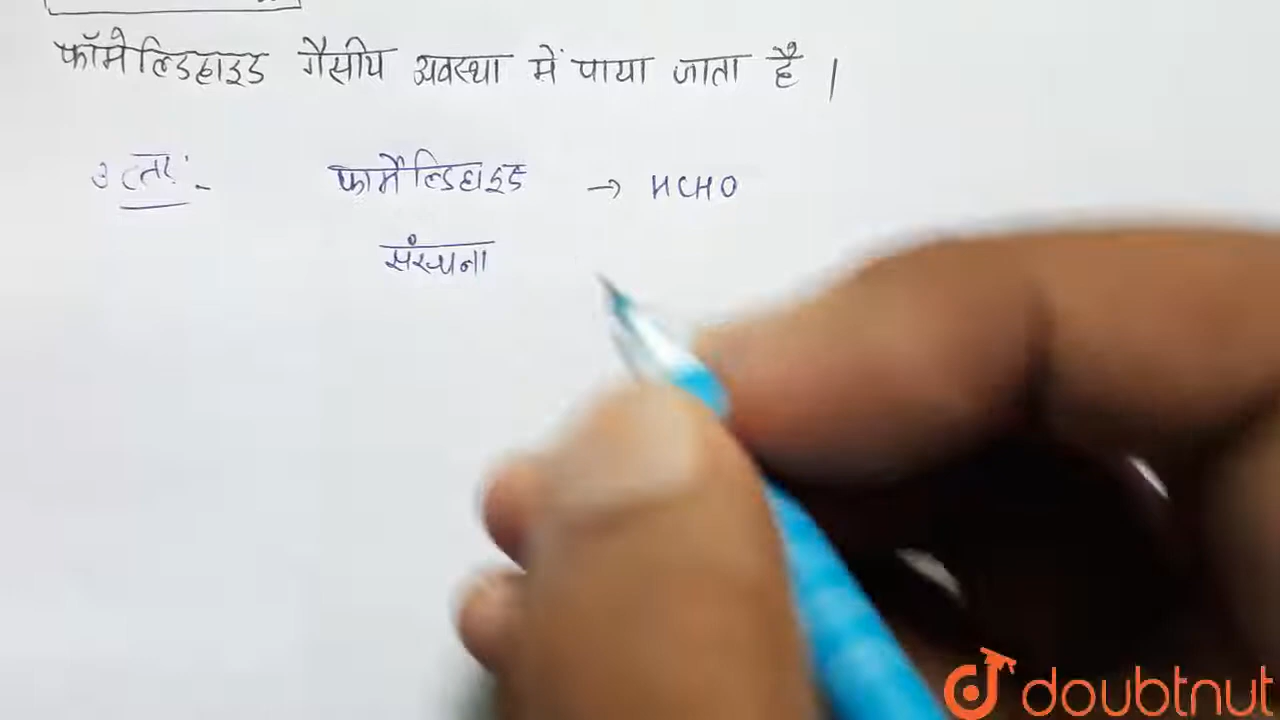 फॉर्मेल्डिहाइड गैसीय अवस्था में पाया जाता है ।
उत्तर:-
फार्मेल्डिहाइड → HCHO
संरचना
doubtnut